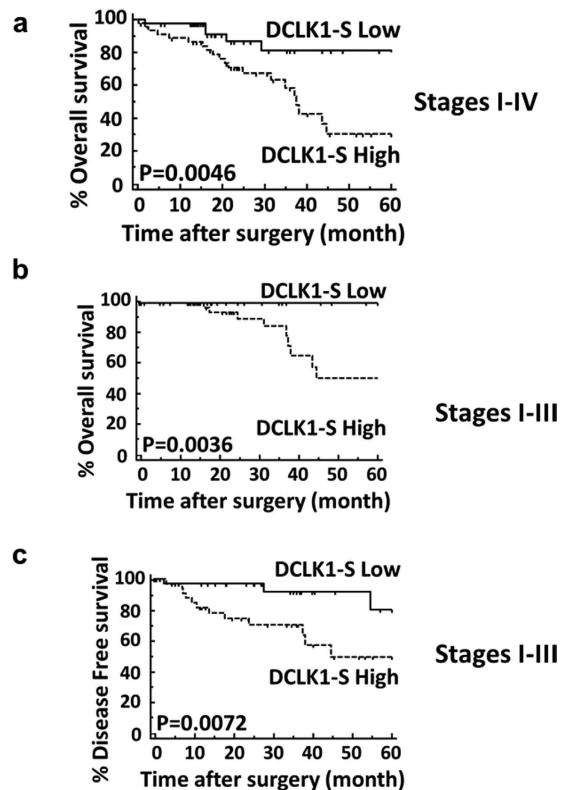 a
100
80
60
40
20
0
% Overall survival
DCLK1-S Low
DCLK1-S High
P=0.0046
0 10 20 30 40 50 60
Time after surgery (month)
Stages I-IV
b
100
80
60
40
20
0
% Overall survival
DCLK1-S Low
DCLK1-S High
P=0.0036
0 10 20 30 40 50 60
Time after surgery (month)
Stages I-III
c
100
80
60
40
20
0
% Disease Free survival
DCLK1-S Low
DCLK1-S High
P=0.0072
0 10 20 30 40 50 60
Time after surgery (month)
Stages I-III